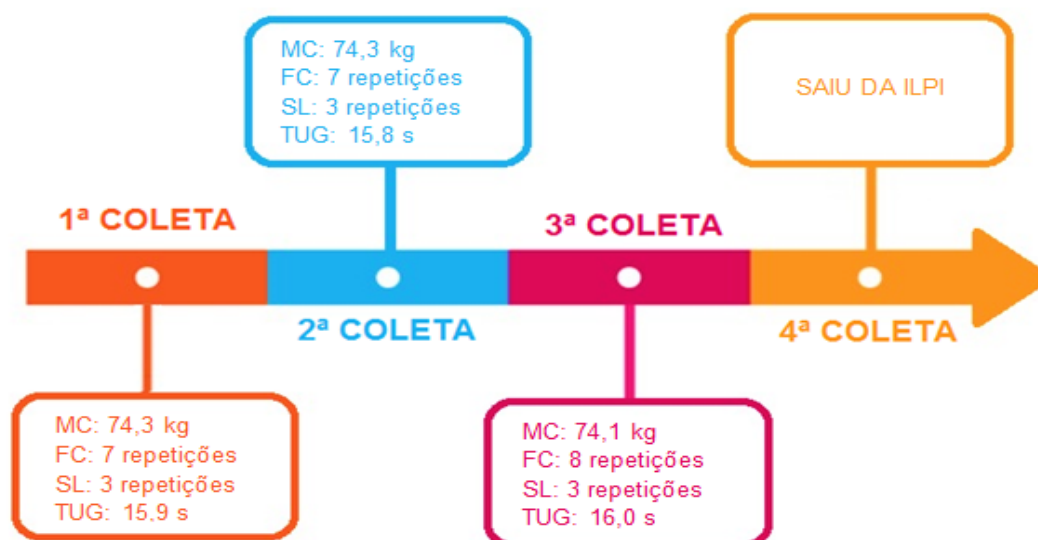 1ª COLETA
MC: 74,3 kg
FC: 7 repetições
SL: 3 repetições
TUG: 15,9 s
MC: 74,3 kg
FC: 7 repetições
SL: 3 repetições
TUG: 15,8 s
2ª COLETA
3ª COLETA
MC: 74,1 kg
FC: 8 repetições
SL: 3 repetições
TUG: 16,0 s
SAIU DA ILPI
4ª COLETA